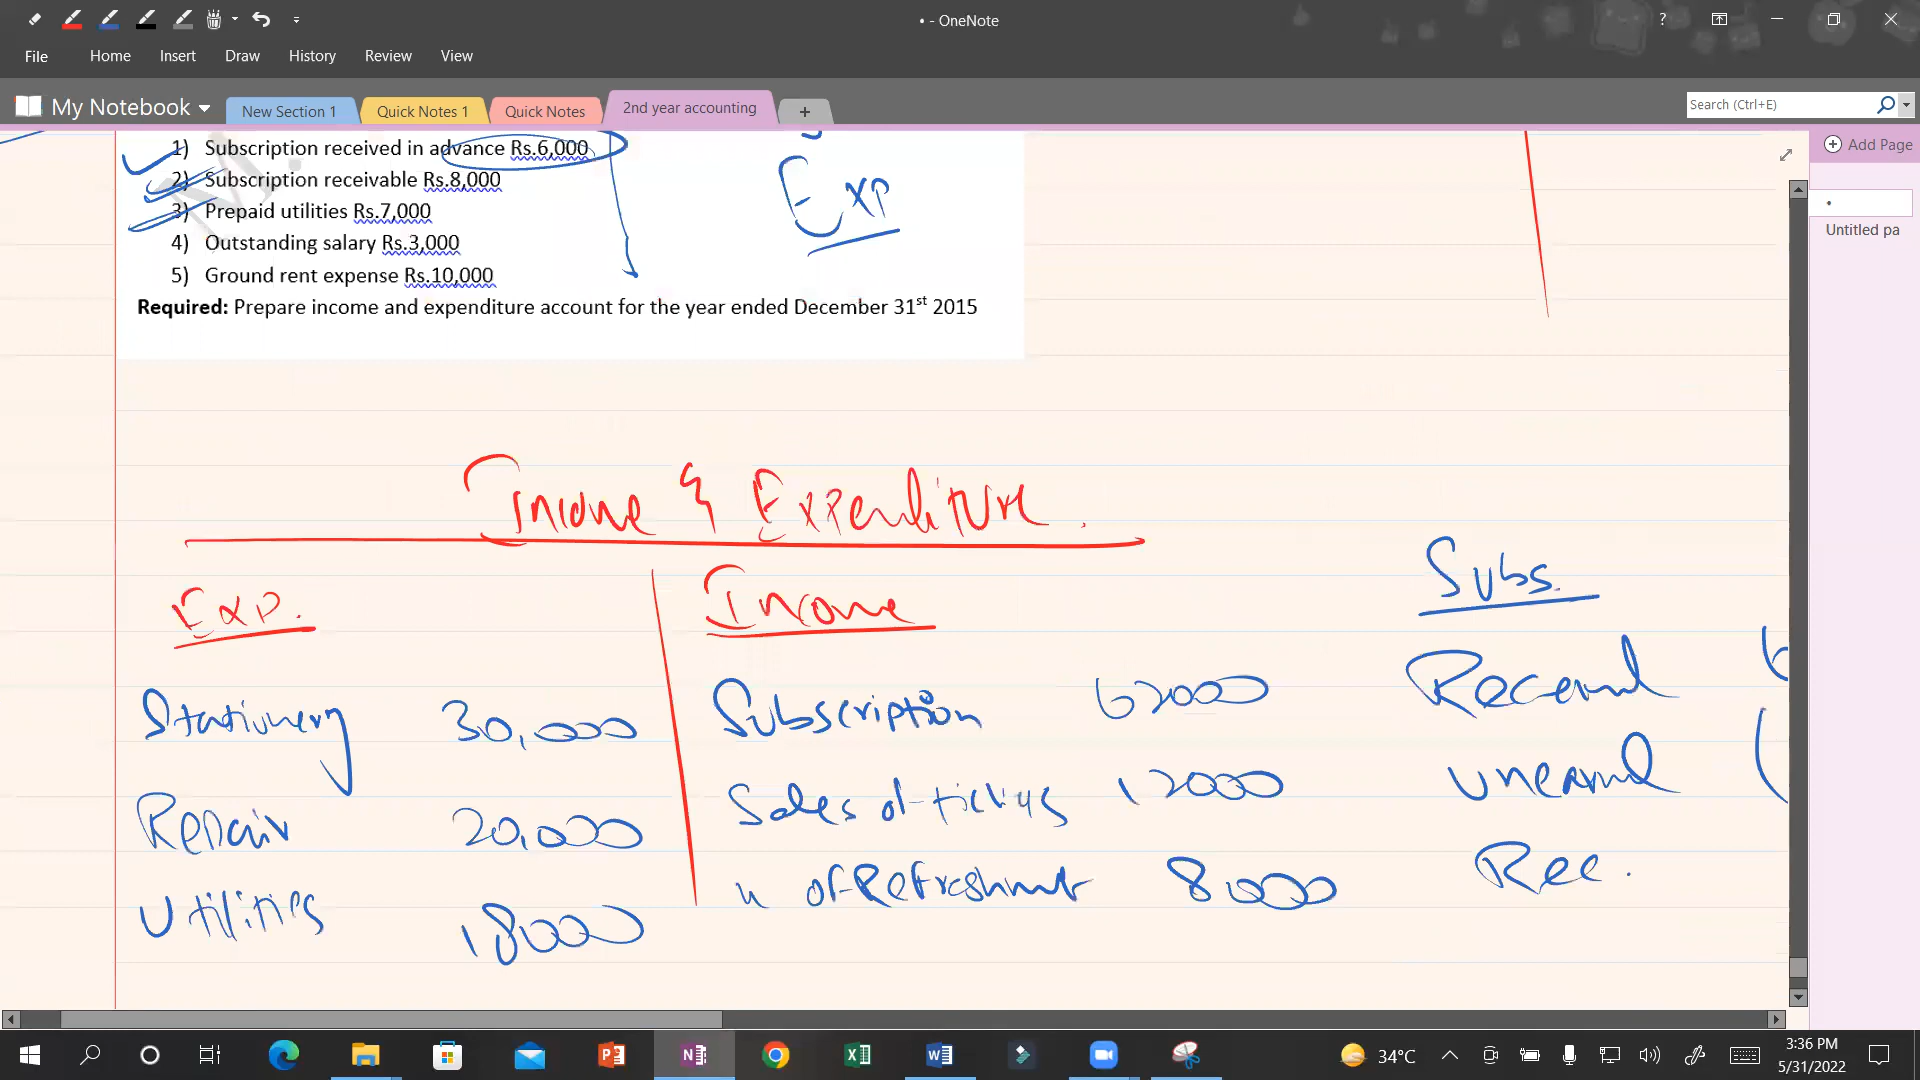 • - OneNote
?
File Home Insert Draw History Review View
My Notebook New Section 1 Quick Notes 1 Quick Notes 2nd year accounting +
Search (Ctrl+E)
Add Page
•
Untitled pa
1) Subscription received in advance Rs.6,000
2) Subscription receivable Rs.8,000
3) Prepaid utilities Rs.7,000
4) Outstanding salary Rs.3,000
5) Ground rent expense Rs.10,000
Required: Prepare income and expenditure account for the year ended December 31st 2015
Exp
Income & Expenditure.
Exp. Income Subs.
Stationery 30,000 Subscription 62000
Repair 20,000 Sales of tickets 12000
Utilities 18000 " of Refreshment 8000
unearned
Rec.
34°C
3:36 PM
5/31/2022